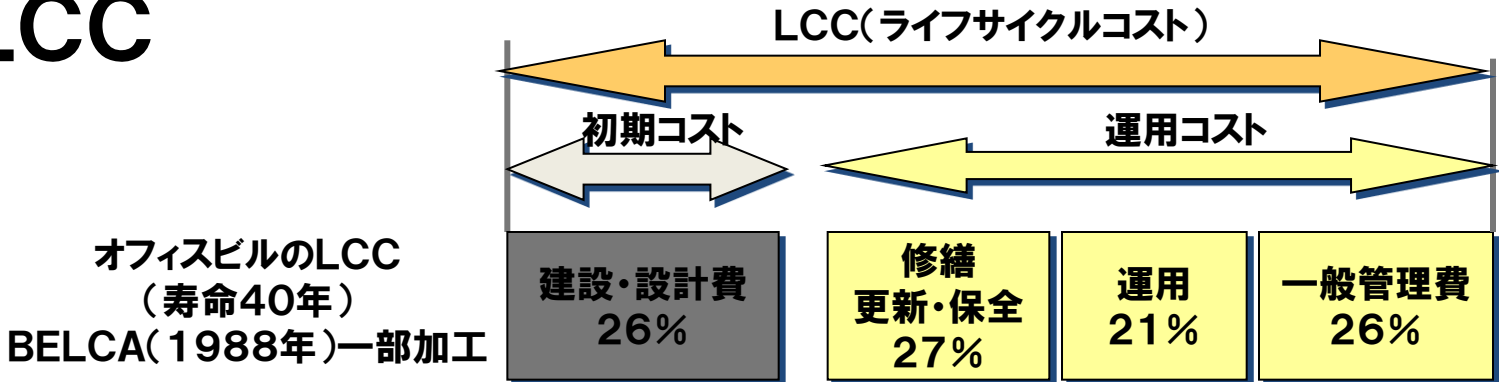 LCC
LCC(ライフサイクルコスト)
初期コスト
運用コスト
オフィスビルのLCC
(寿命40年)
BELCA(1988年)一部加工
建設・設計費
26%
修繕
更新・保全
27%
運用
21%
一般管理費
26%